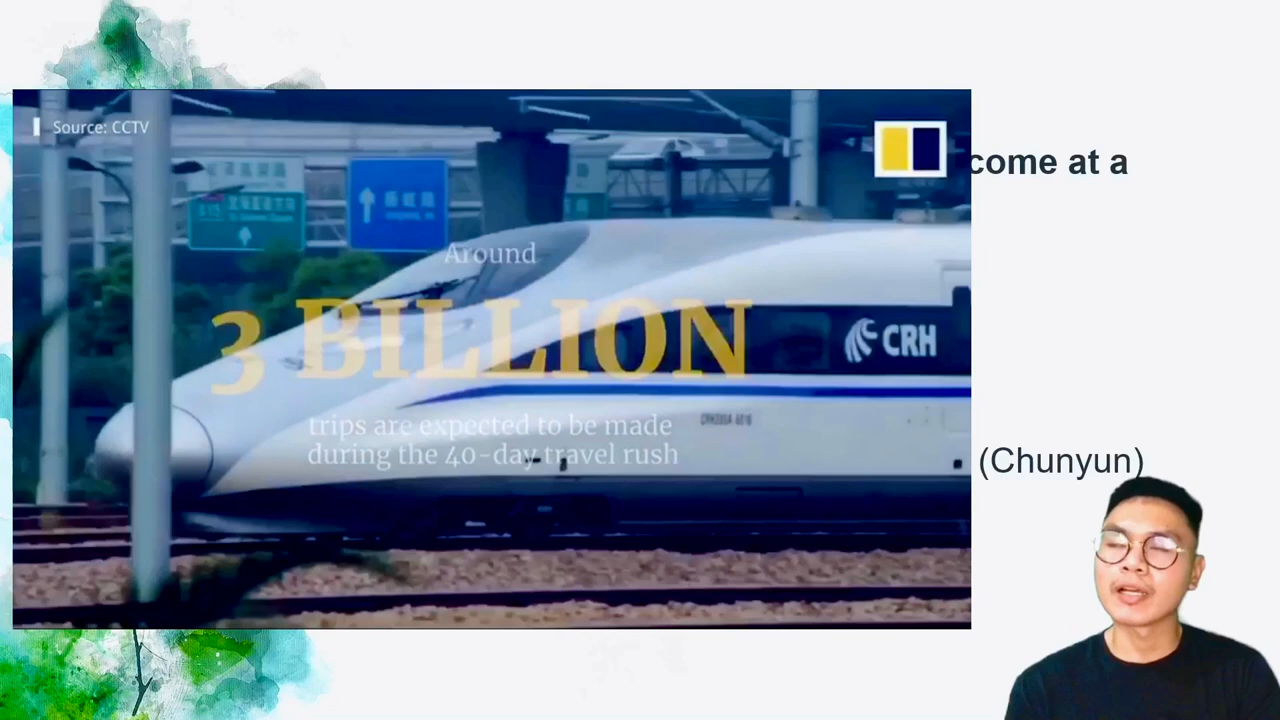 come at a
Source: CCTV
Around
3 BILLION
CRH
trips are expected to be made
during the 40-day travel rush
(Chunyun)